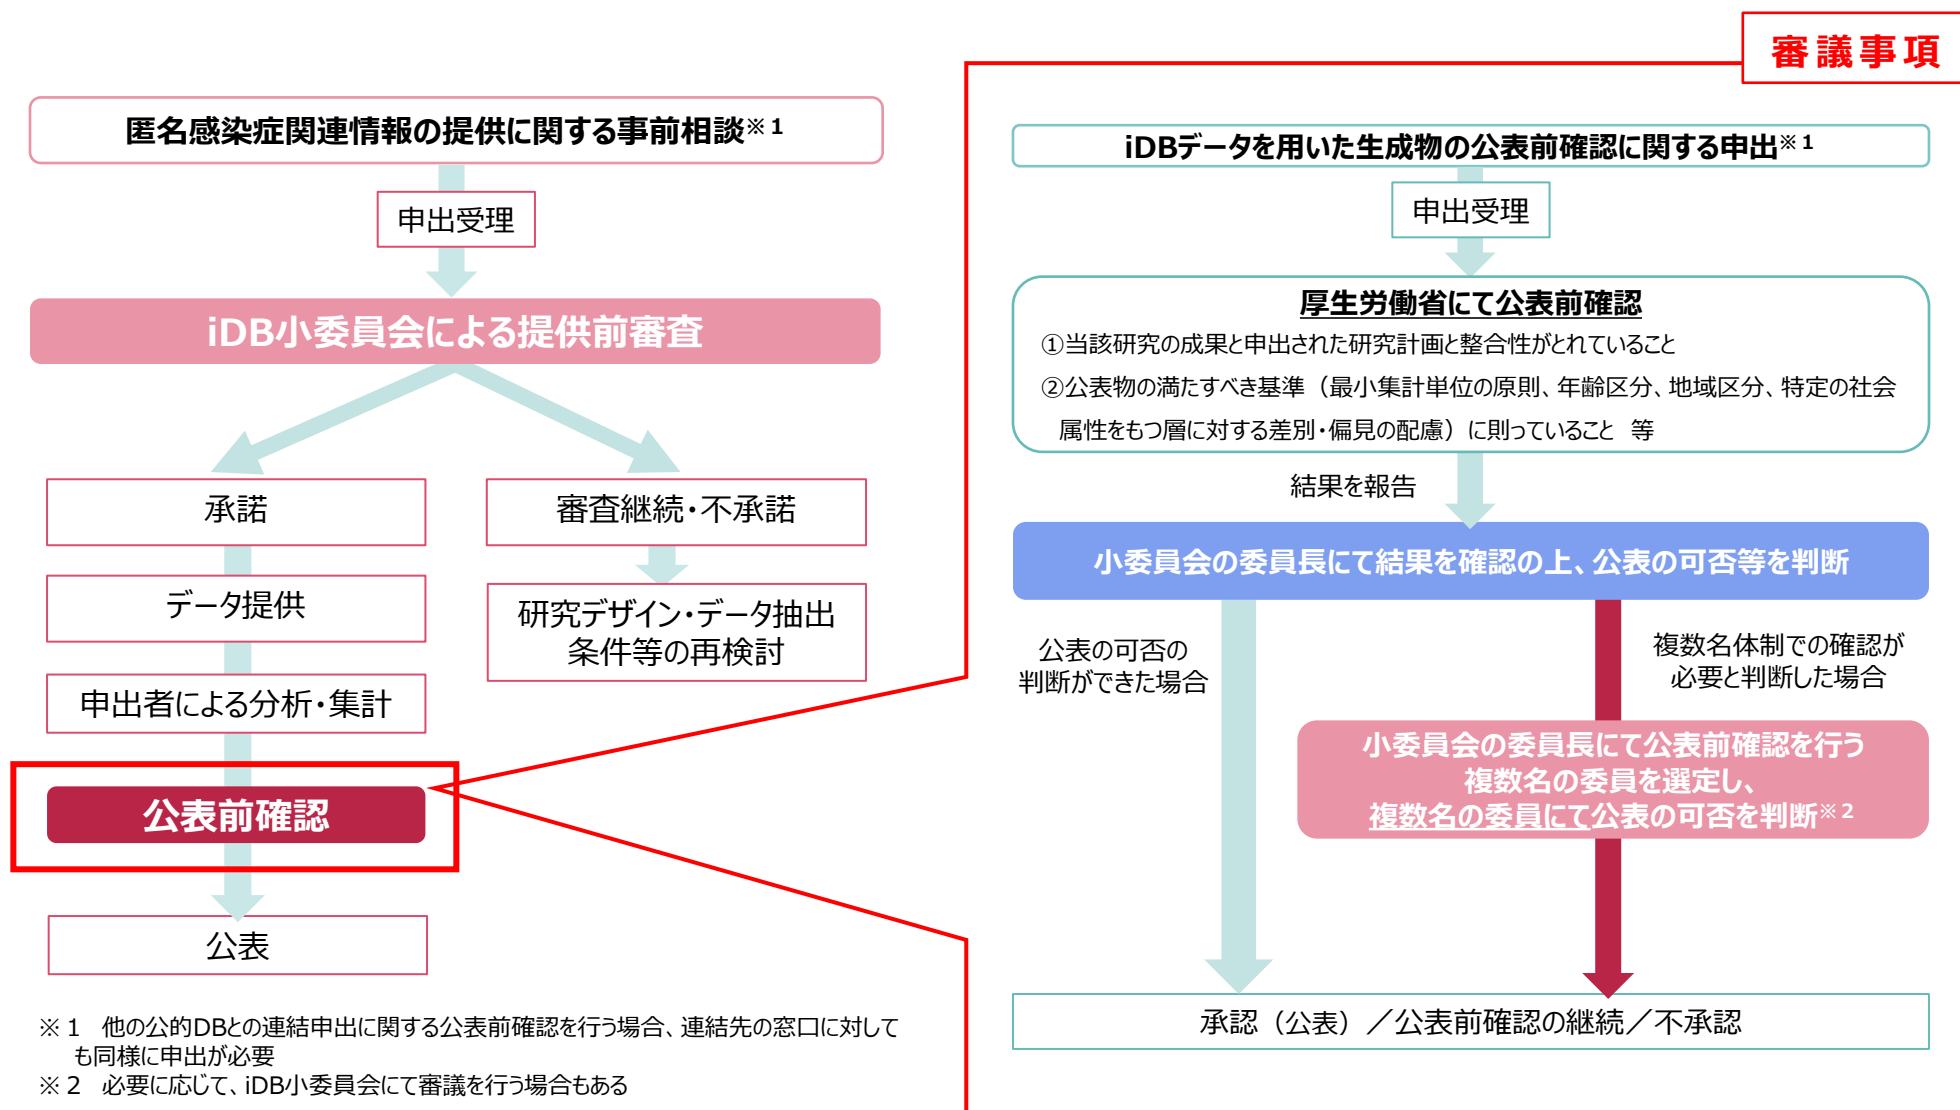 審議事項
匿名感染症関連情報の提供に関する事前相談※1
申出受理
iDB小委員会による提供前審査
承諾
審査継続・不承諾
データ提供
研究デザイン・データ抽出
条件等の再検討
申出者による分析・集計
公表前確認
公表
※1 他の公的DBとの連結申出に関する公表前確認を行う場合、連結先の窓口に対して
も同様に申出が必要
※2 必要に応じて、iDB小委員会にて審議を行う場合もある
iDBデータを用いた生成物の公表前確認に関する申出※1
申出受理
厚生労働省にて公表前確認
①当該研究の成果と申出された研究計画と整合性がとれていること
②公表物の満たすべき基準（最小集計単位の原則、年齢区分、地域区分、特定の社会
属性をもつ層に対する差別・偏見の配慮）に則っていること 等
結果を報告
小委員会の委員長にて結果を確認の上、公表の可否等を判断
公表の可否の
判断ができた場合
複数名体制での確認が
必要と判断した場合
小委員会の委員長にて公表前確認を行う
複数名の委員を選定し、
複数名の委員にて公表の可否を判断※2
承認（公表）／公表前確認の継続／不承認